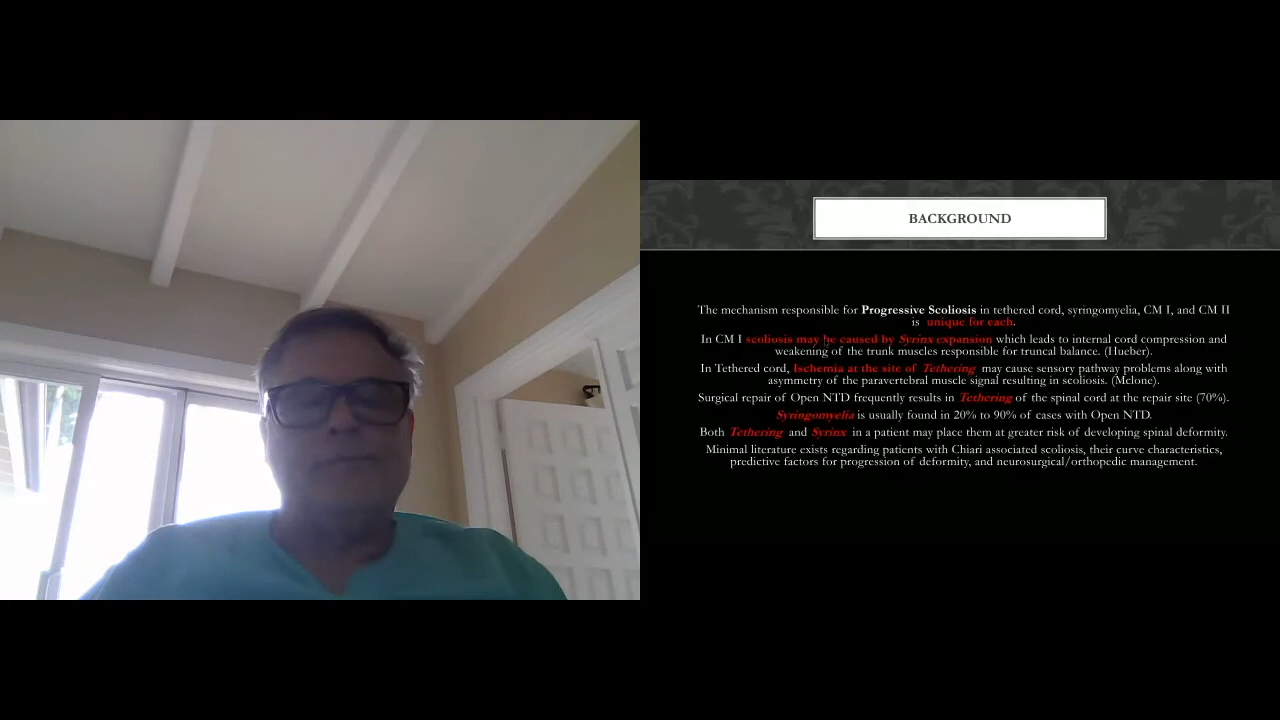 BACKGROUND
The mechanism responsible for Progressive Scoliosis in tethered cord, syringomyelia, CM I, and CM II
is unique for each.
In CM I scoliosis may be caused by Syrinx expansion which leads to internal cord compression and
weakening of the trunk muscles responsible for truncal balance. (Hueber).
In Tethered cord, Ischemia at the site of Tethering may cause sensory pathway problems along with
asymmetry of the paravertebral muscle signal resulting in scoliosis. (Mclone).
Surgical repair of Open NTD frequently results in Tethering of the spinal cord at the repair site (70%).
Syringomyelia is usually found in 20% to 90% of cases with Open NTD.
Both Tethering and Syrinx in a patient may place them at greater risk of developing spinal deformity.
Minimal literature exists regarding patients with Chiari associated scoliosis, their curve characteristics,
predictive factors for progression of deformity, and neurosurgical/orthopedic management.